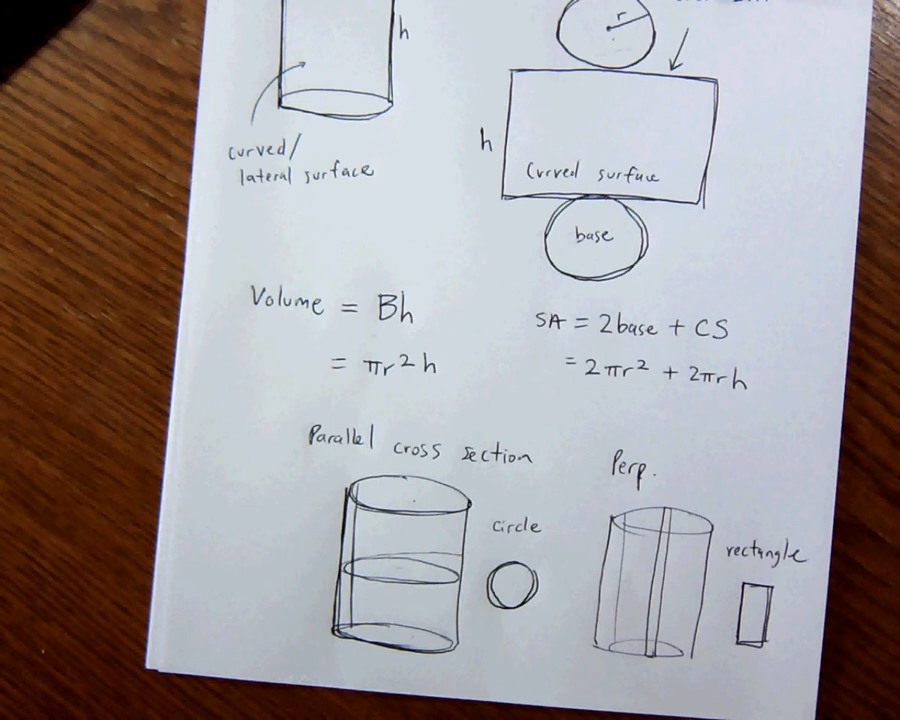 r
h
h
curved/
lateral surface
Curved surface
base
Volume = Bh
= πr²h
SA = 2base + CS
= 2πr² + 2πrh
Parallel cross section
circle
Perp.
rectangle